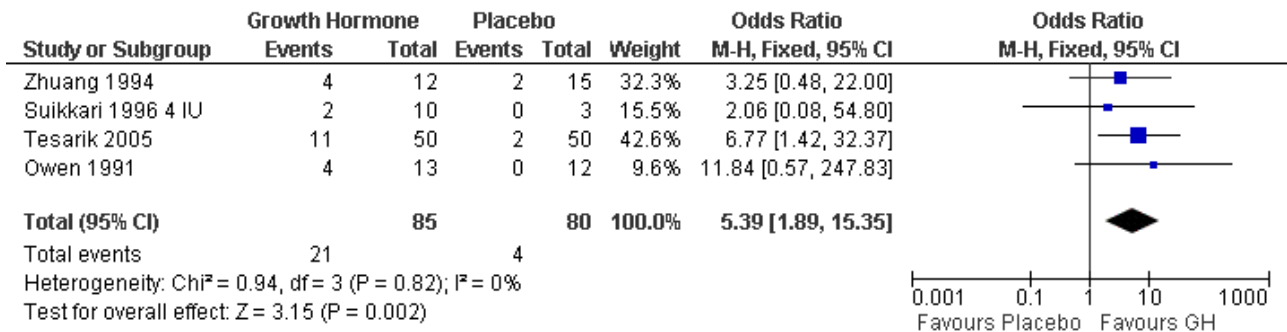 Growth Hormone Placebo Odds Ratio Odds Ratio
Study or Subgroup Events Total Events Total Weight M-H, Fixed, 95% CI M-H, Fixed, 95% CI
Zhuang 1994 4 12 2 15 32.3% 3.25 [0.48, 22.00]
Suikkari 1996 4 IU 2 10 0 3 15.5% 2.06 [0.08, 54.80]
Tesarik 2005 11 50 2 50 42.6% 6.77 [1.42, 32.37]
Owen 1991 4 13 0 12 9.6% 11.84 [0.57, 247.83]
Total (95% CI) 85 80 100.0% 5.39 [1.89, 15.35]
Total events 21 4
Heterogeneity: Chi² = 0.94, df = 3 (P = 0.82); I² = 0%
Test for overall effect: Z = 3.15 (P = 0.002)
0.001 0.1 1 10 1000
Favours Placebo Favours GH